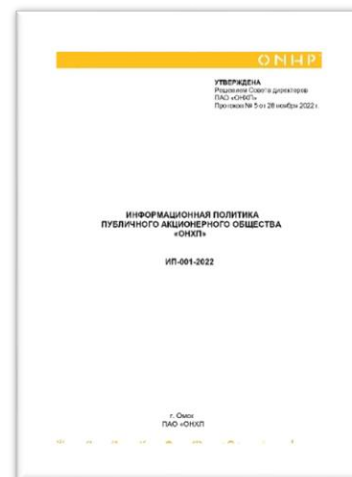 ONHP
УТВЕРЖДЕНА
Решением Совета директоров
ПАО «ОНХП»
Протокол № 5 от 28 ноября 2022 г.
ИНФОРМАЦИОННАЯ ПОЛИТИКА
ПУБЛИЧНОГО АКЦИОНЕРНОГО ОБЩЕСТВА
«ОНХП»
ИП-001-2022
г. Омск
ПАО «ОНХП